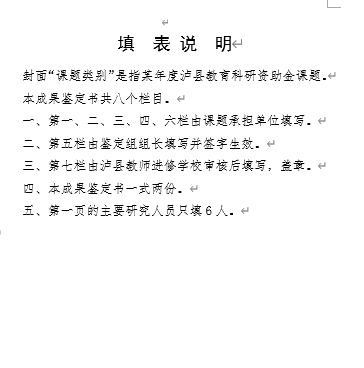 填 表 说 明
封面“课题类别”是指某年度泸县教育科研资助金课题。
本成果鉴定书共八个栏目。
一、第一、二、三、四、六栏由课题承担单位填写。
二、第五栏由鉴定组组长填写并签字生效。
三、第七栏由泸县教师进修学校审核后填写，盖章。
四、本成果鉴定书一式两份。
五、第一页的主要研究人员只填 6 人。